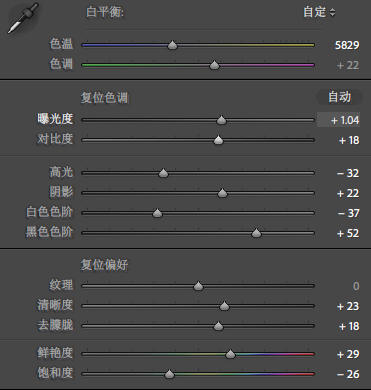 白平衡: 自定
色温 5829
色调 + 22
复位色调 自动
曝光度 + 1.04
对比度 + 18
高光 − 32
阴影 + 22
白色色阶 − 37
黑色色阶 + 52
复位偏好
纹理 0
清晰度 + 23
去朦胧 + 18
鲜艳度 + 29
饱和度 − 26